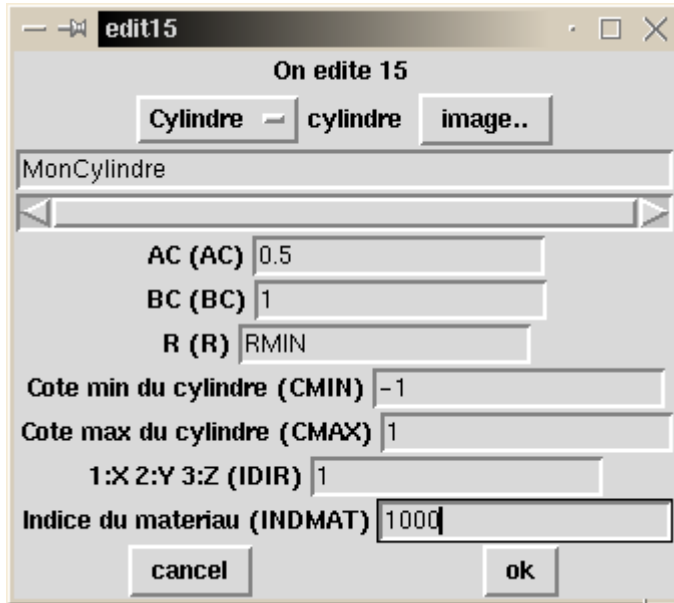 edit15
On edite 15
Cylindre cylindre image..
MonCylindre
AC (AC) 0.5
BC (BC) 1
R (R) RMIN
Cote min du cylindre (CMIN) -1
Cote max du cylindre (CMAX) 1
1:X 2:Y 3:Z (IDIR) 1
Indice du materiau (INDMAT) 1000
cancel ok